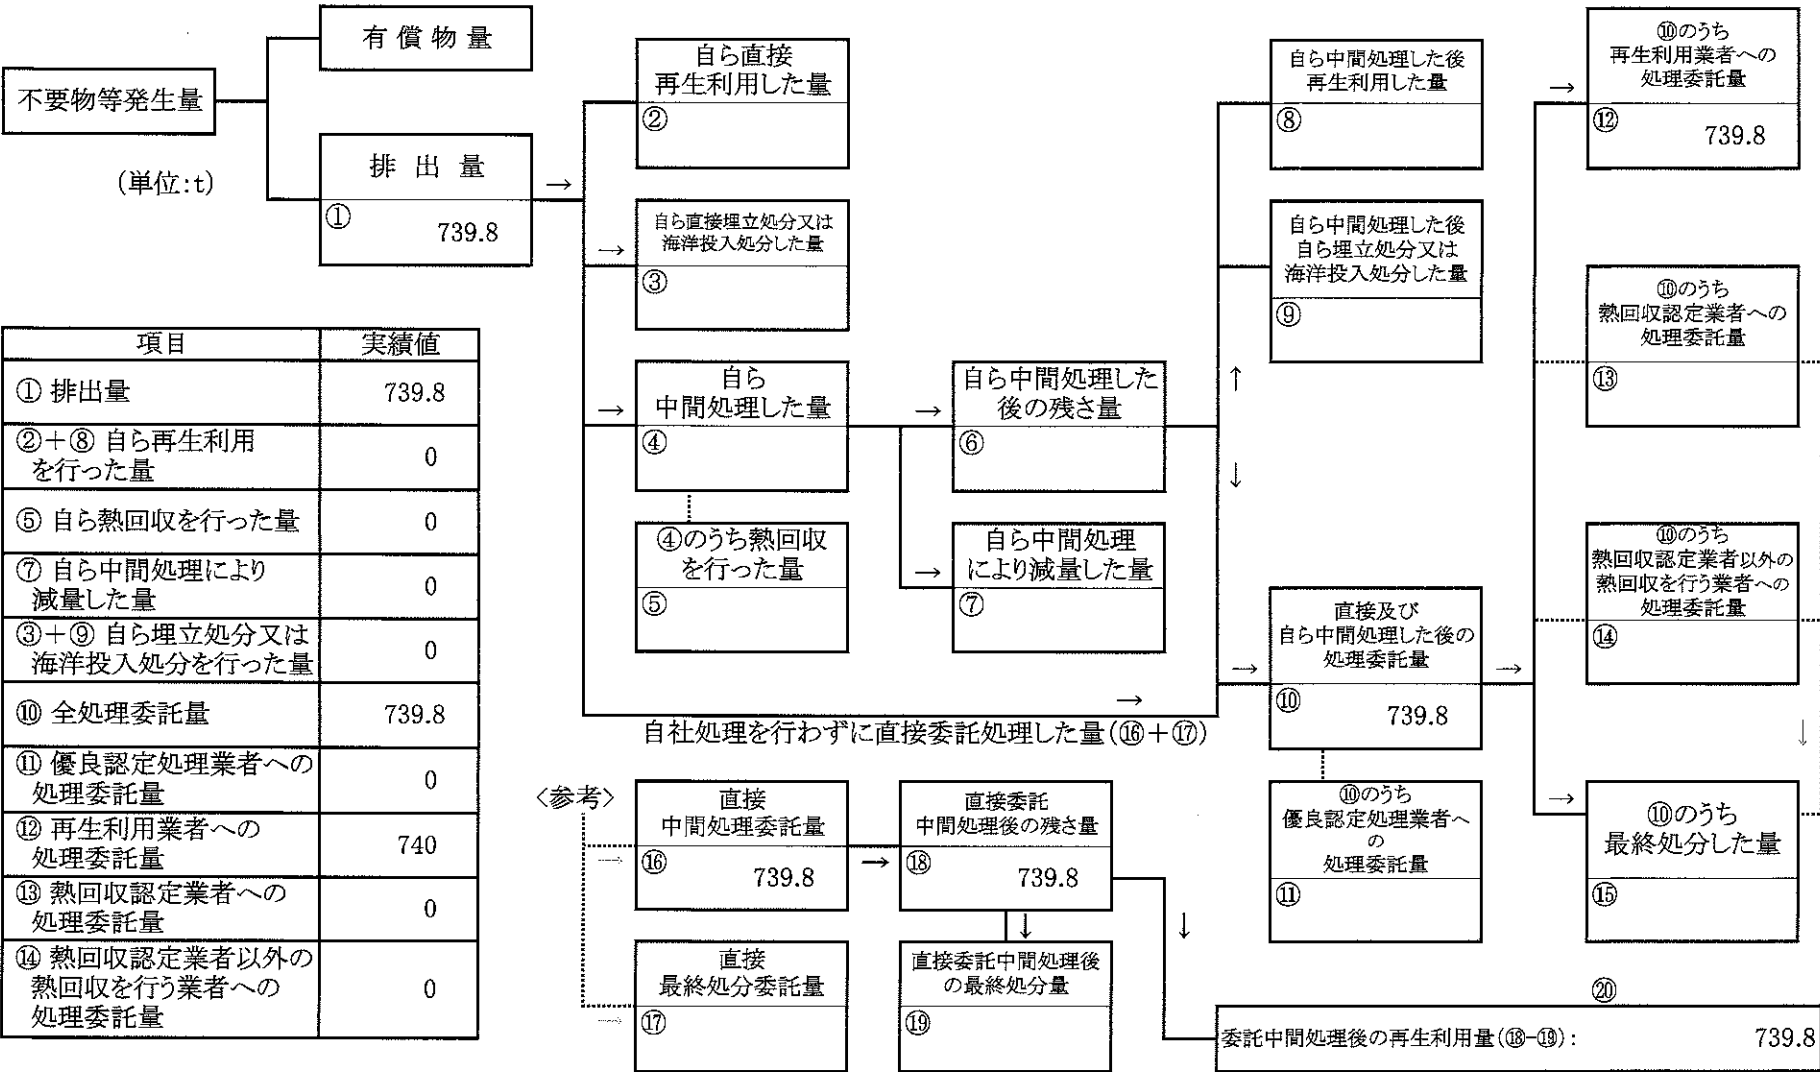 有償物量
不要物等発生量
(単位:t)
排出量
①
739.8
→
自ら直接
再生利用した量
②
→
自ら直接埋立処分又は
海洋投入処分した量
③
→
自ら
中間処理した量
④
④のうち熱回収
を行った量
⑤
→
自ら中間処理した
後の残さ量
⑥
→
自ら中間処理
により減量した量
⑦
↑
↓
自ら中間処理した後
再生利用した量
⑧
自ら中間処理した後
自ら埋立処分又は
海洋投入処分した量
⑨
→
自社処理を行わずに直接委託処理した量(⑯+⑰)
→
直接及び
自ら中間処理した後の
処理委託量
⑩
739.8
→
⑩のうち
優良認定処理業者へ
の
処理委託量
⑪
→
⑩のうち
再生利用業者への
処理委託量
⑫
739.8
⑩のうち
熱回収認定業者への
処理委託量
⑬
⑩のうち
熱回収認定業者以外の
熱回収を行う業者への
処理委託量
⑭
↓
→
⑩のうち
最終処分した量
⑮
項目 実績値
① 排出量 739.8
②+⑧ 自ら再生利用
を行った量 0
⑤ 自ら熱回収を行った量 0
⑦ 自ら中間処理により
減量した量 0
③+⑨ 自ら埋立処分又は
海洋投入処分を行った量 0
⑩ 全処理委託量 739.8
⑪ 優良認定処理業者への
処理委託量 0
⑫ 再生利用業者への
処理委託量 740
⑬ 熱回収認定業者への
処理委託量 0
⑭ 熱回収認定業者以外の
熱回収を行う業者への
処理委託量 0
〈参考〉
→
直接
中間処理委託量
⑯
739.8
→
直接委託
中間処理後の残さ量
⑱
739.8
↓
↓
→
直接
最終処分委託量
⑰
直接委託中間処理後
の最終処分量
⑲
⑳
委託中間処理後の再生利用量(⑱-⑲): 739.8